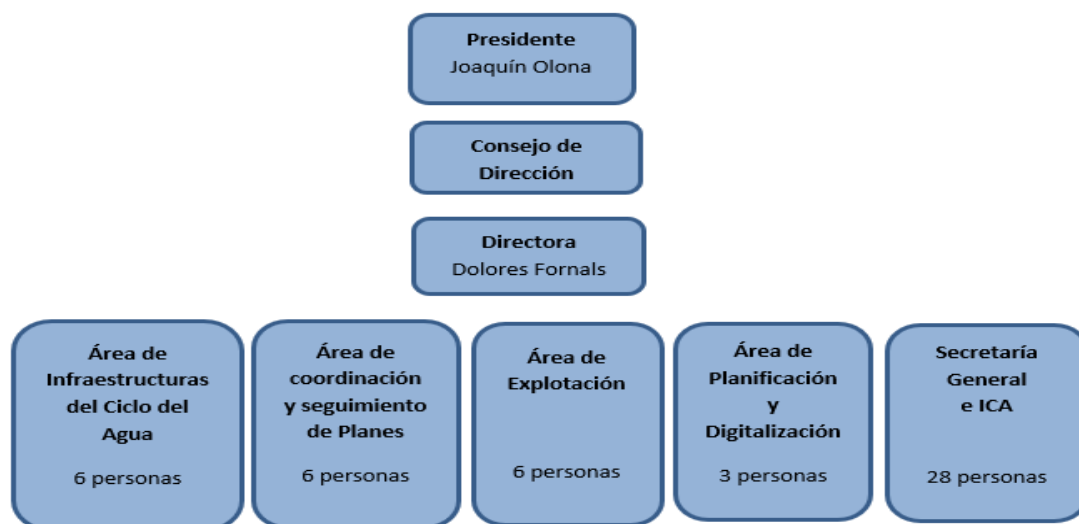 Presidente
Joaquín Olona
Consejo de
Dirección
Directora
Dolores Fornals
Área de
Infraestructuras
del Ciclo del
Agua
6 personas
Área de
coordinación
y seguimiento
de Planes
6 personas
Área de
Explotación
6 personas
Área de
Planificación
y
Digitalización
3 personas
Secretaría
General
e ICA
28 personas